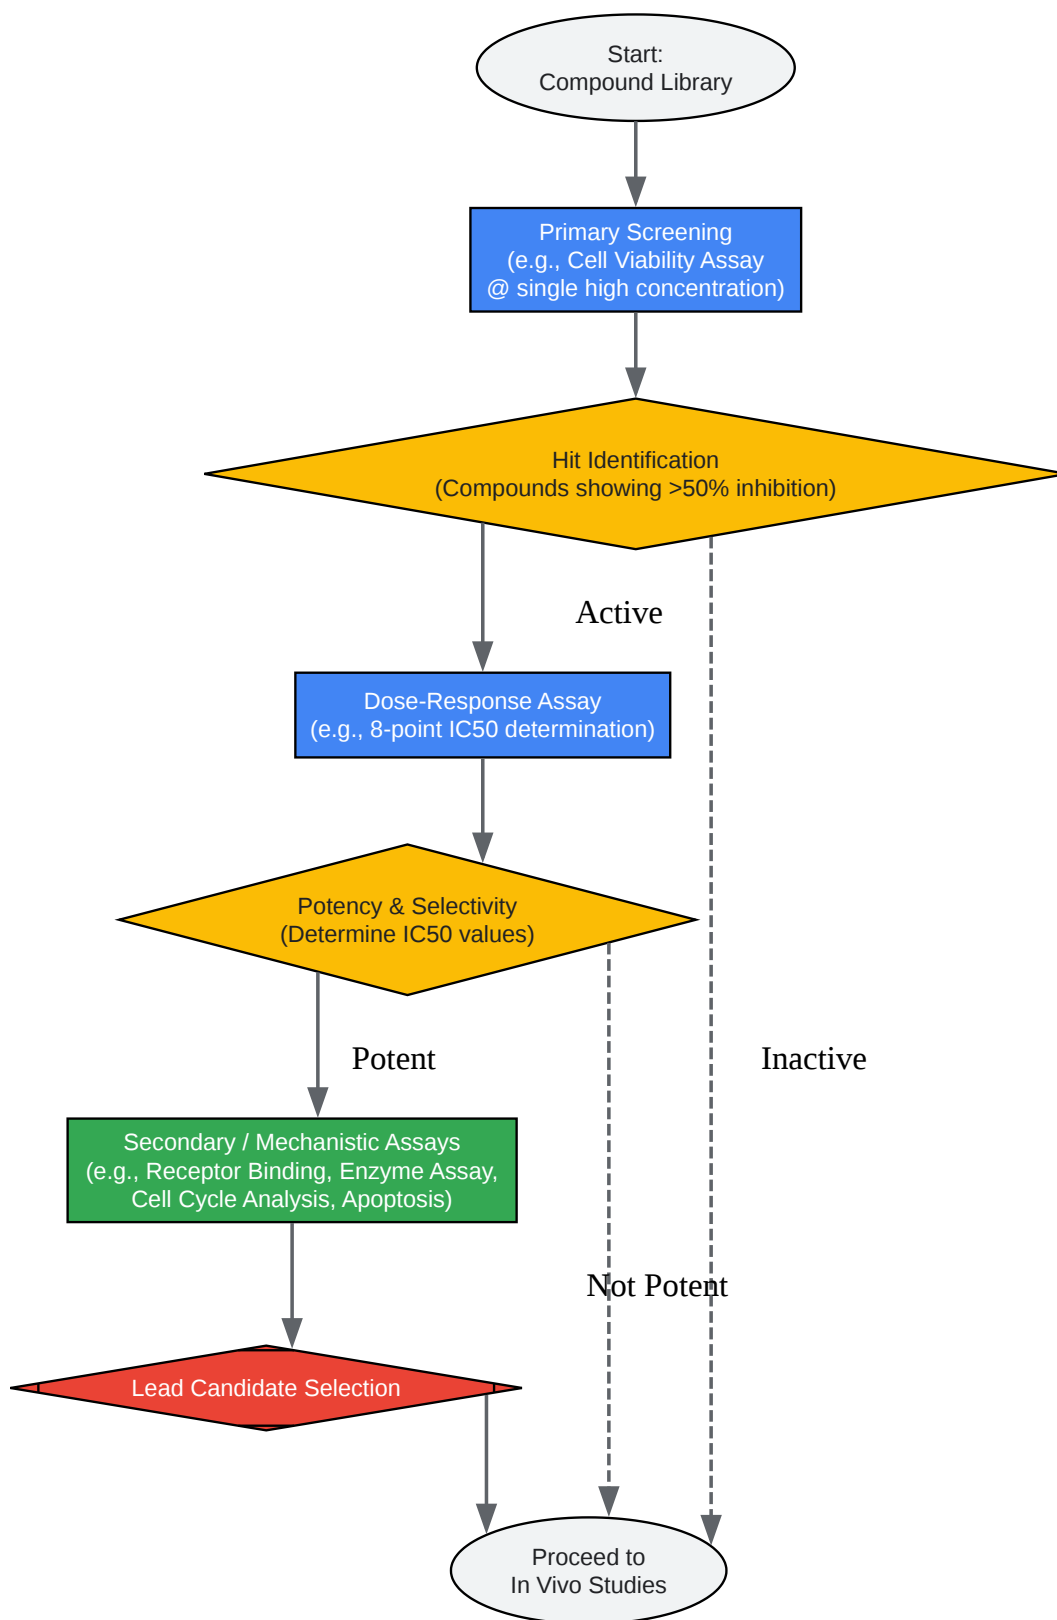 Start:
Compound Library
Primary Screening
(e.g., Cell Viability Assay
@ single high concentration)
Hit Identification
(Compounds showing >50% inhibition)
Active
Dose-Response Assay
(e.g., 8-point IC50 determination)
Potency & Selectivity
(Determine IC50 values)
Potent
Inactive
Secondary / Mechanistic Assays
(e.g., Receptor Binding, Enzyme Assay,
Cell Cycle Analysis, Apoptosis)
Not Potent
Lead Candidate Selection
Proceed to
In Vivo Studies